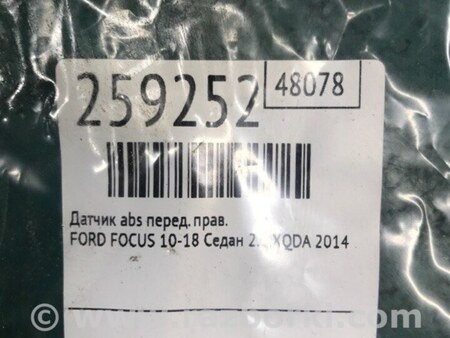 259252
48078
Датчик abs перед. прав.
FORD FOCUS 10-18 Седан XQDA 2014